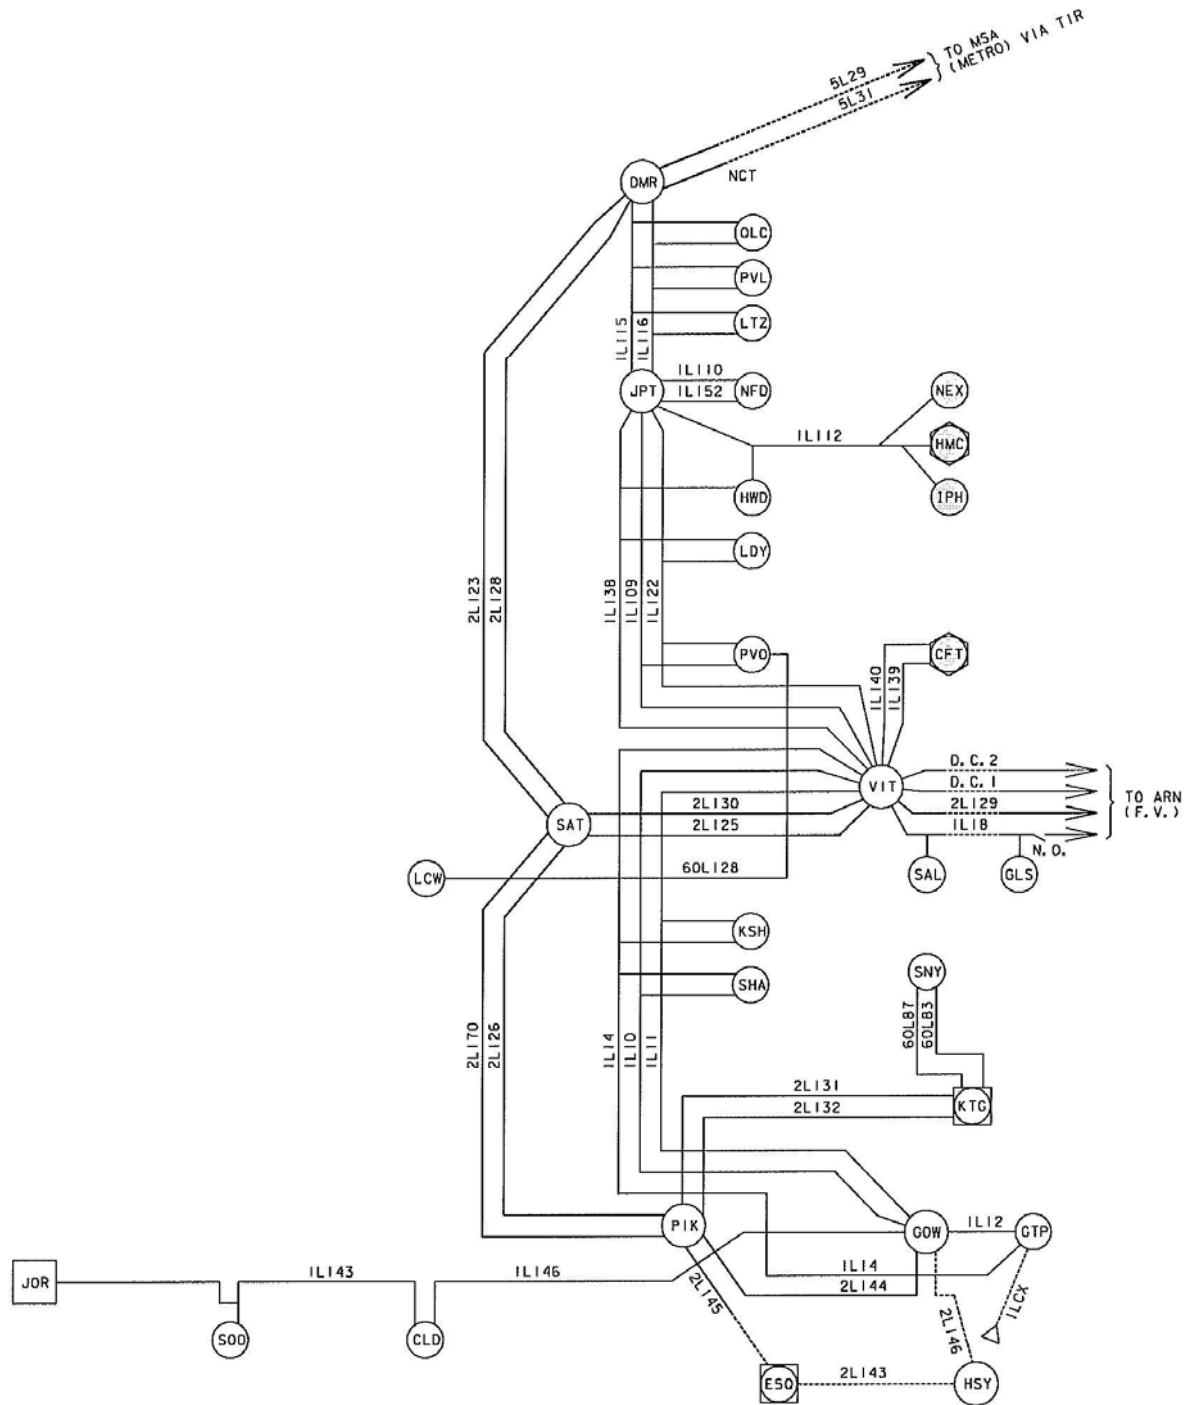 TO MSA
(METRO) VIA TIR
5L29
5L31
DMR
NCT
OLC
PVL
LTZ
1L115
1L116
JPT
1L110
1L152
NFD
NEX
1L112
HMC
HWD
IPH
LDY
2L123
2L128
1L138
1L109
1L122
PVO
CFT
1L140
1L139
D.C.2
VIT
D.C.1
2L130
2L129
TO ARN
(F.V.)
SAT
2L125
1L18
N.O.
LCW
60L128
SAL
GLS
KSH
SNY
SHA
60L87
60L83
2L170
2L126
1L14
1L10
1L11
2L131
KTG
2L132
PIK
GOW
1L12
GTP
JOR
1L143
1L146
1L14
2L144
2L145
1LCX
SOO
CLD
2L146
ESQ
2L143
HSY